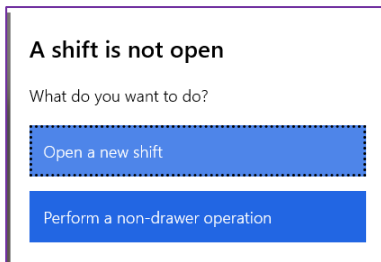 A shift is not open
What do you want to do?
Open a new shift
Perform a non-drawer operation